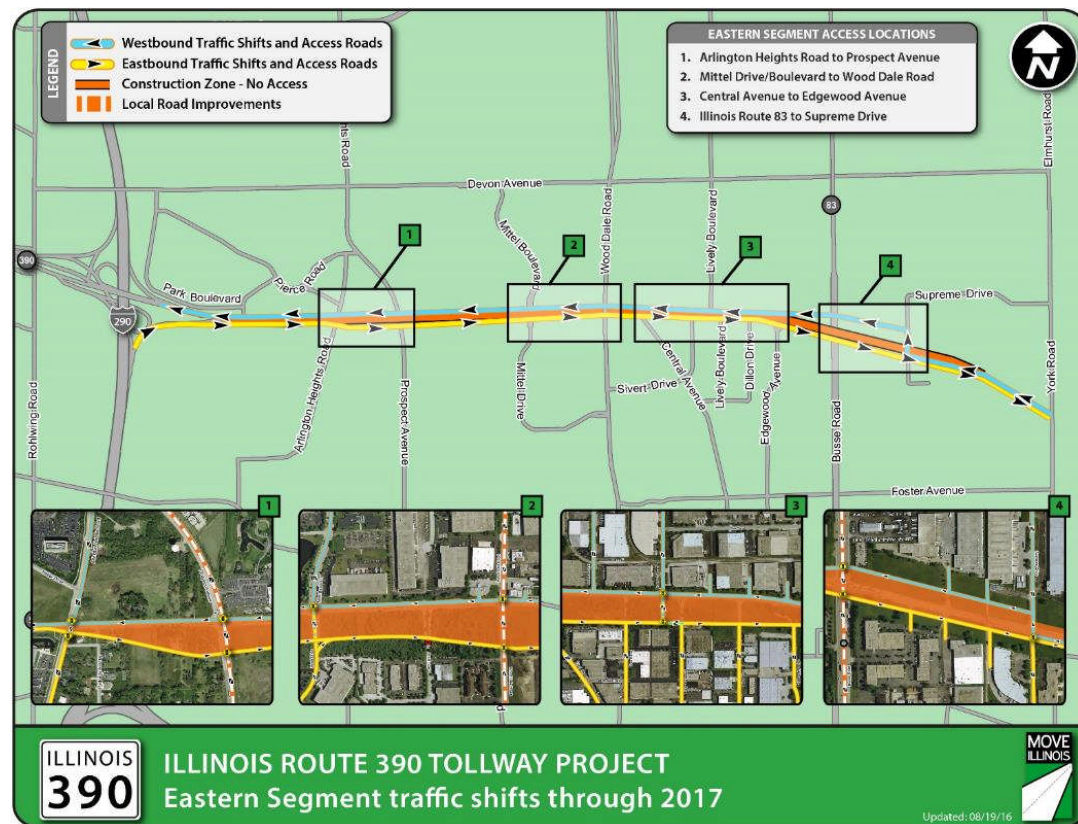 LEGEND
Westbound Traffic Shifts and Access Roads
Eastbound Traffic Shifts and Access Roads
Construction Zone - No Access
Local Road Improvements
EASTERN SEGMENT ACCESS LOCATIONS
1. Arlington Heights Road to Prospect Avenue
2. Mittel Drive/Boulevard to Wood Dale Road
3. Central Avenue to Edgewood Avenue
4. Illinois Route 83 to Supreme Drive
N
Elmhurst Road
nts Road
Devon Avenue
83
Wood Dale Road
Lively Boulevard
Mittel Boulevard
1
2
3
4
390
Pierce Road
Park Boulevard
290
Supreme Drive
Rohlwing Road
Arlington Heights Road
Prospect Avenue
Mittel Drive
Sivert Drive
Central Avenue
Lively Boulevard
Dillon Drive
Edgewood Avenue
Busse Road
York Road
Foster Avenue
1
2
3
4
ILLINOIS
390
ILLINOIS ROUTE 390 TOLLWAY PROJECT
Eastern Segment traffic shifts through 2017
MOVE
ILLINOIS
Updated: 08/19/16